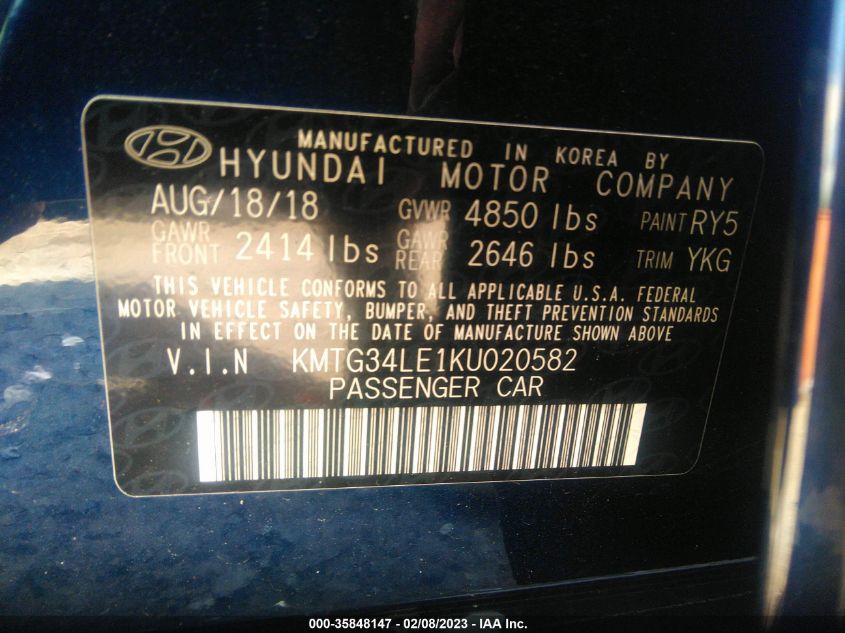 MANUFACTURED IN KOREA BY
HYUNDAI MOTOR COMPANY
AUG/18/18 GVWR 4850 lbs PAINT RY5
GAWR FRONT 2414 lbs GAWR REAR 2646 lbs TRIM YKG
THIS VEHICLE CONFORMS TO ALL APPLICABLE U.S.A. FEDERAL
MOTOR VEHICLE SAFETY, BUMPER, AND THEFT PREVENTION STANDARDS
IN EFFECT ON THE DATE OF MANUFACTURE SHOWN ABOVE
V.I.N KMTG34LE1KU020582
PASSENGER CAR
000-35848147 - 02/08/2023 - IAA Inc.